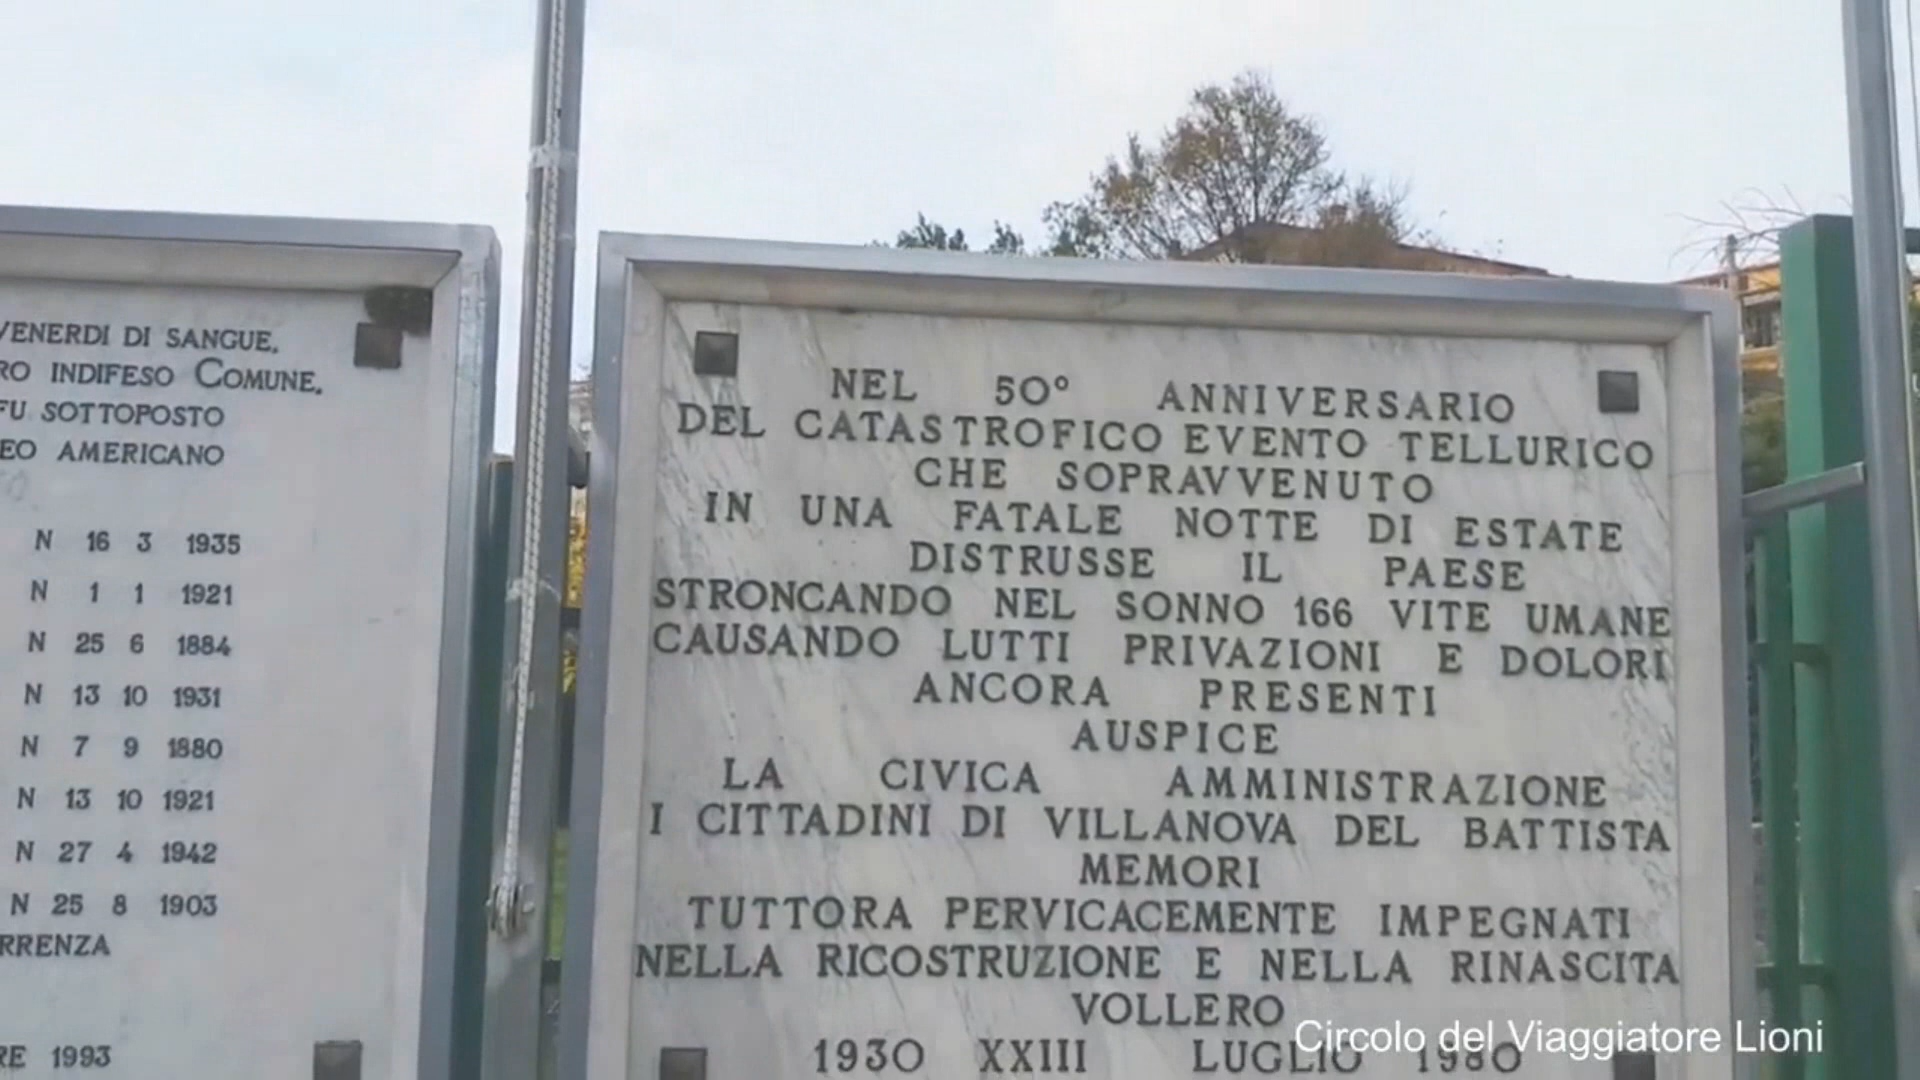 VENERDI DI SANGUE,
RO INDIFESO COMUNE,
FU SOTTOPOSTO
EO AMERICANO
N 16 3 1935
N 1 1 1921
N 25 6 1884
N 13 10 1931
N 7 9 1880
N 13 10 1921
N 27 4 1942
N 25 8 1903
RRENZA
RE 1993
NEL 50° ANNIVERSARIO
DEL CATASTROFICO EVENTO TELLURICO
CHE SOPRAVVENUTO
IN UNA FATALE NOTTE DI ESTATE
DISTRUSSE IL PAESE
STRONCANDO NEL SONNO 166 VITE UMANE
CAUSANDO LUTTI PRIVAZIONI E DOLORI
ANCORA PRESENTI
AUSPICE
LA CIVICA AMMINISTRAZIONE
I CITTADINI DI VILLANOVA DEL BATTISTA
MEMORI
TUTTORA PERVICACEMENTE IMPEGNATI
NELLA RICOSTRUZIONE E NELLA RINASCITA
VOLLERO
1930 XXIII LUGLIO 1980
Circolo del Viaggiatore Lioni